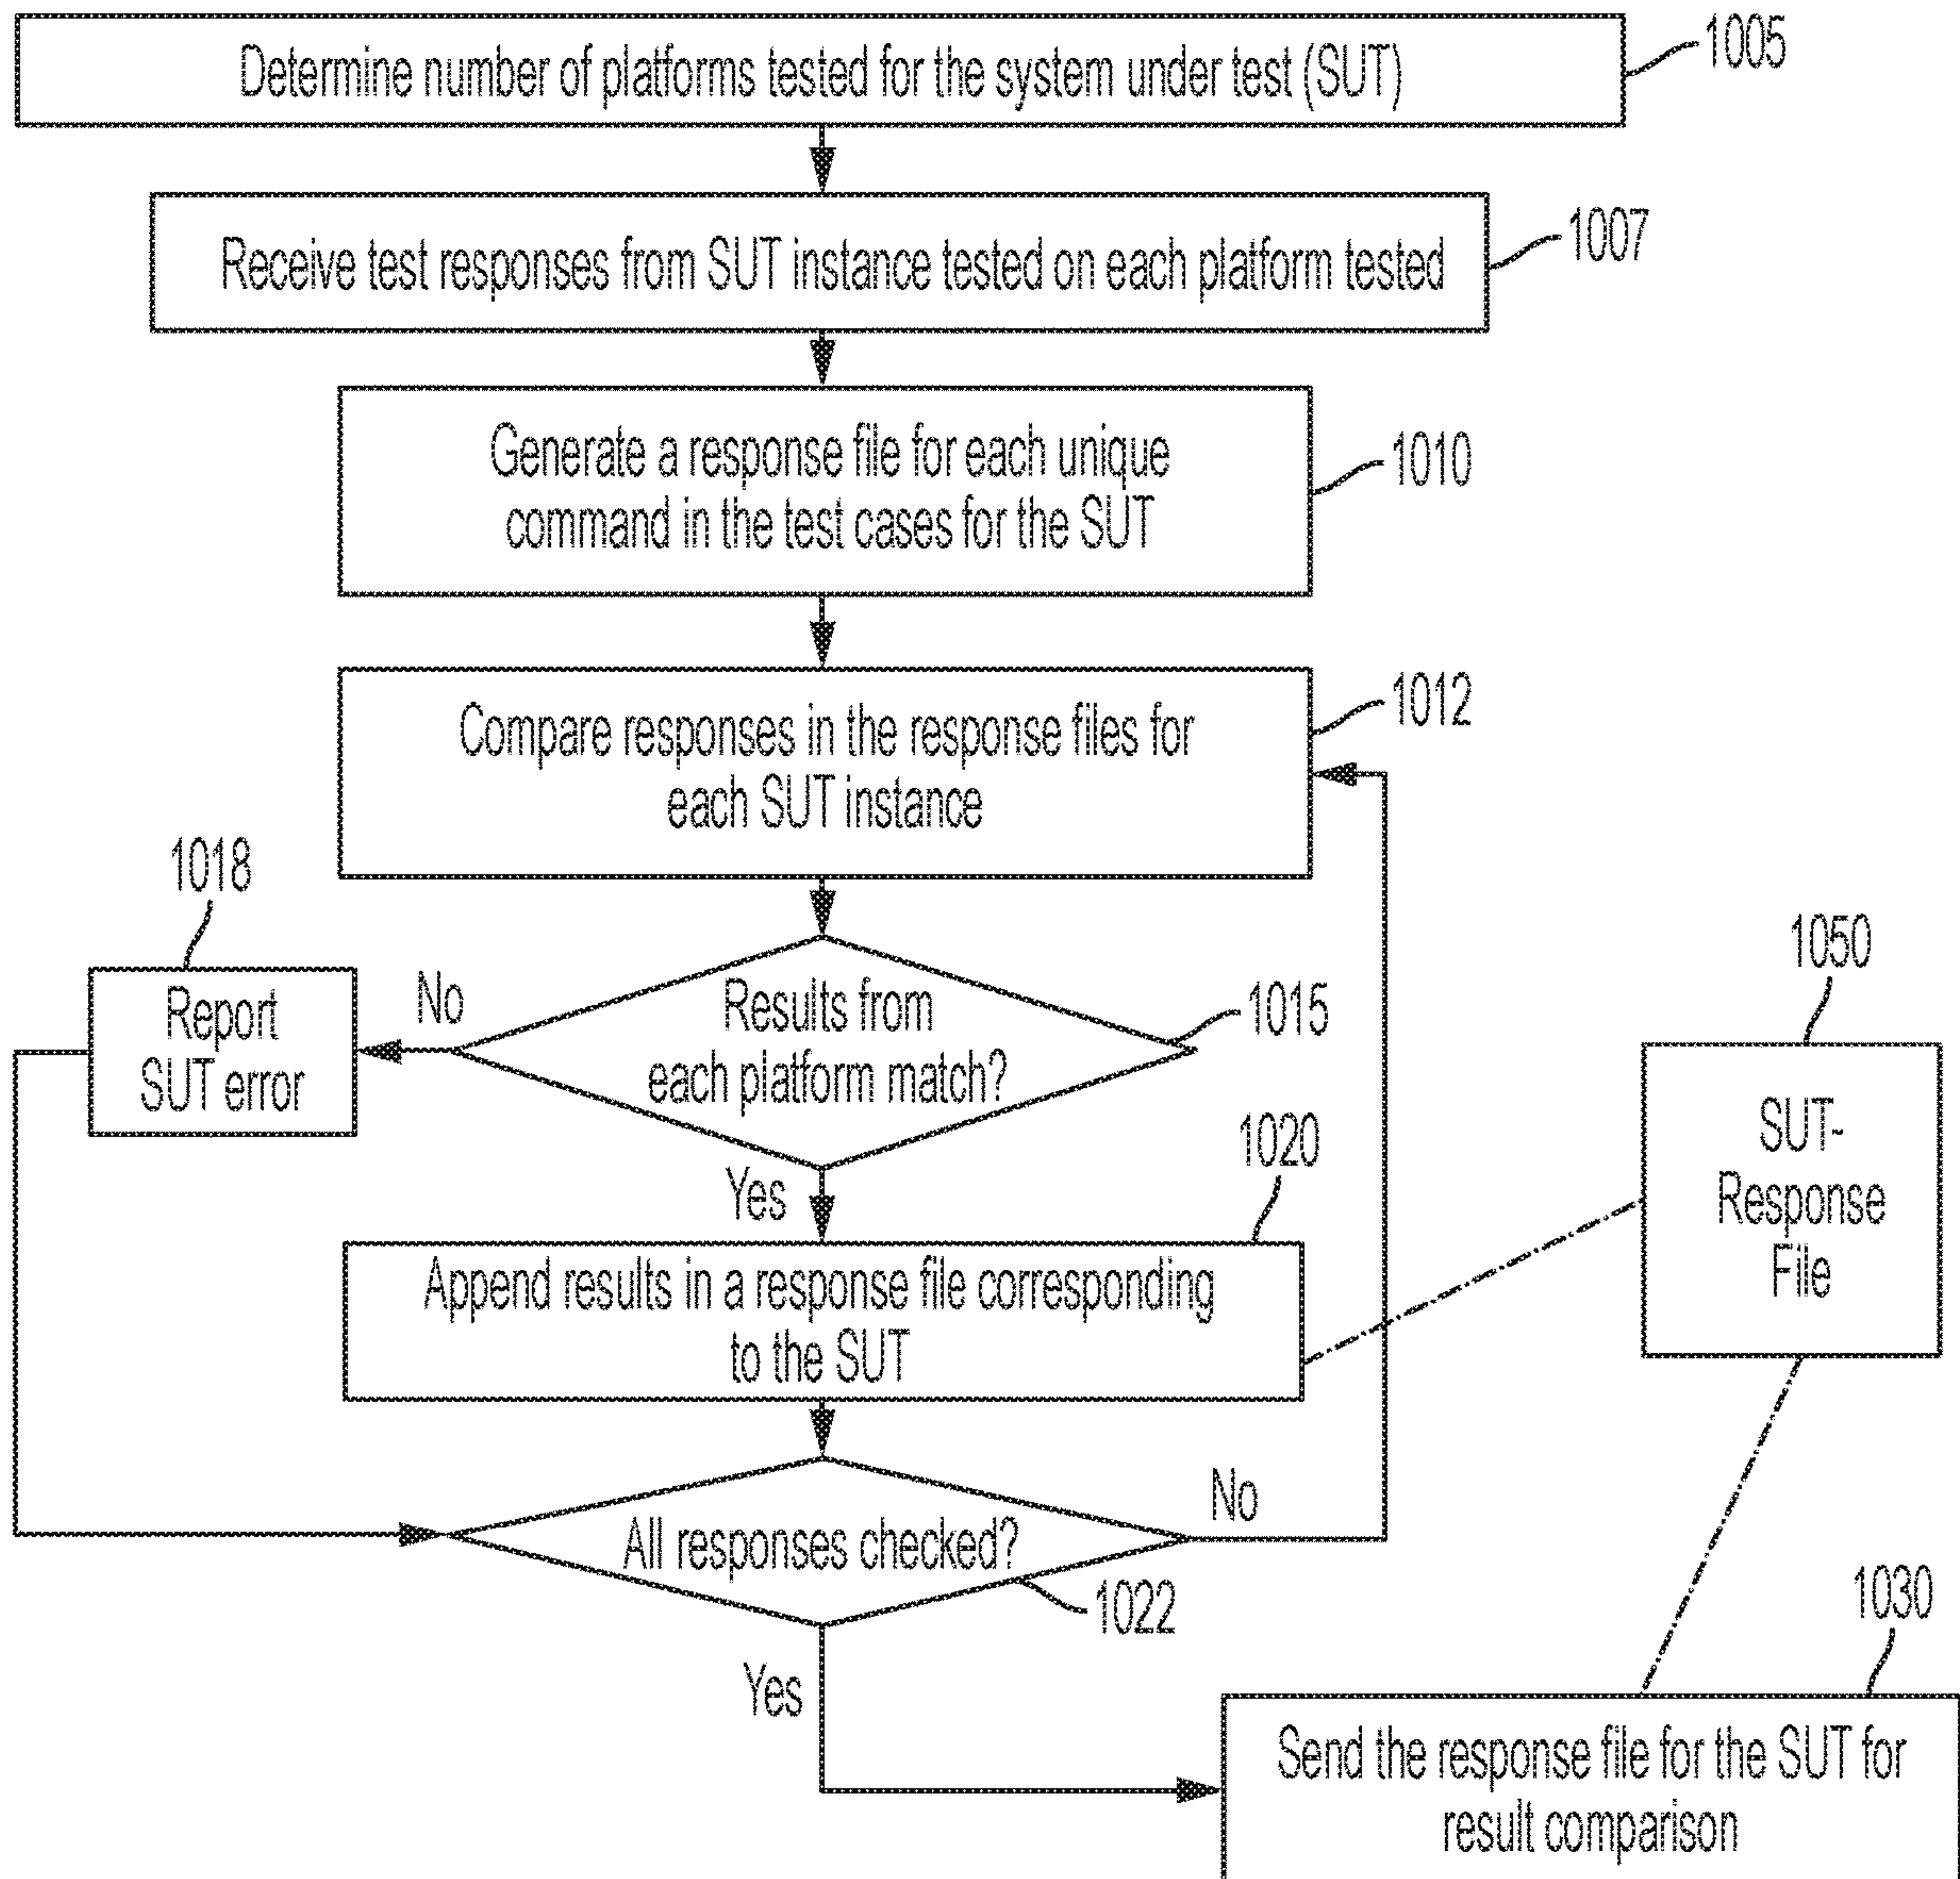 Determine number of platforms tested for the system under test (SUT)
1005
Receive test responses from SUT instance tested on each platform tested
1007
Generate a response file for each unique
command in the test cases for the SUT
1010
Compare responses in the response files for
each SUT instance
1012
1018
Report
SUT error
No
Results from
each platform match?
1015
Yes
1020
Append results in a response file corresponding
to the SUT
1050
SUT-
Response
File
All responses checked?
No
1022
Yes
1030
Send the response file for the SUT for
result comparison